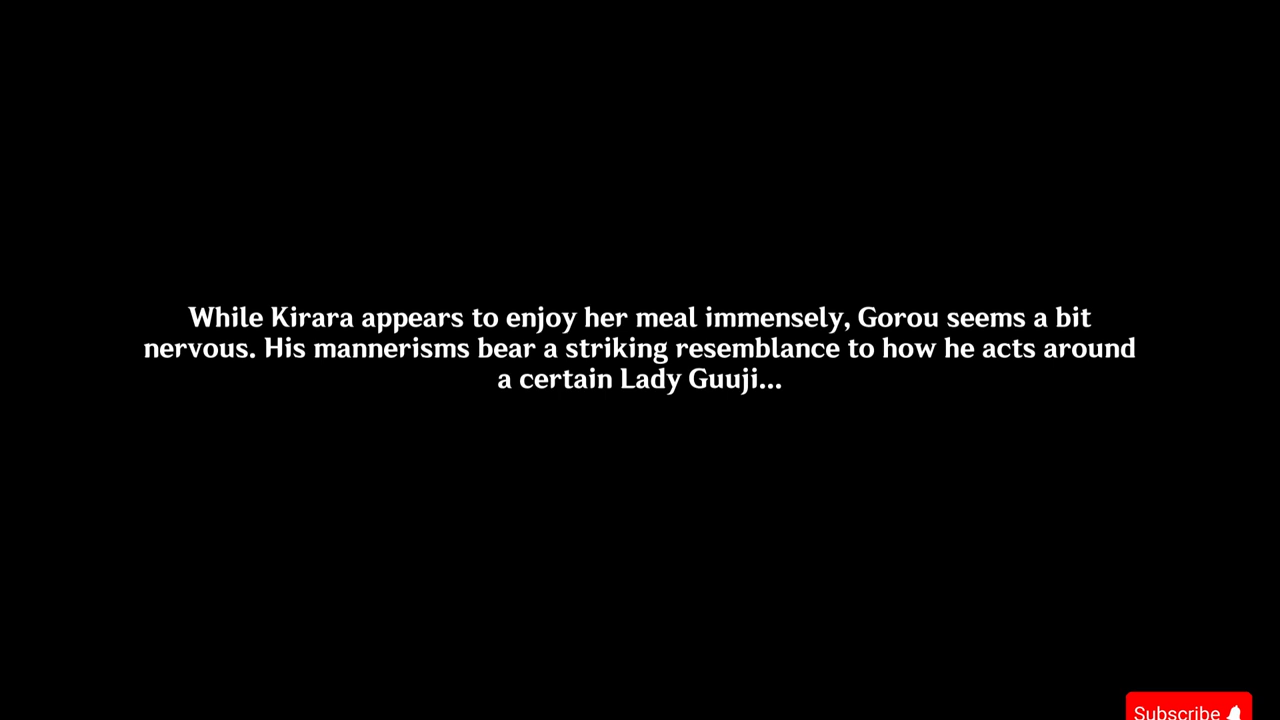 While Kirara appears to enjoy her meal immensely, Gorou seems a bit
nervous. His mannerisms bear a striking resemblance to how he acts around
a certain Lady Guuji...
Subscribe